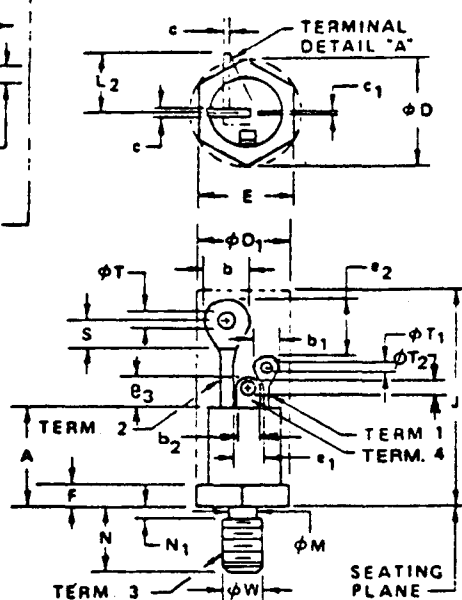 c
TERMINAL
DETAIL "A"
L2
c1
φD
c
E
φD1
φT
b
e2
S
b1
φT1
φT2
e3
J
TERM. 2
b2
TERM 1
TERM. 4
A
e1
F
N
N1
φM
TERM. 3
φW
SEATING
PLANE